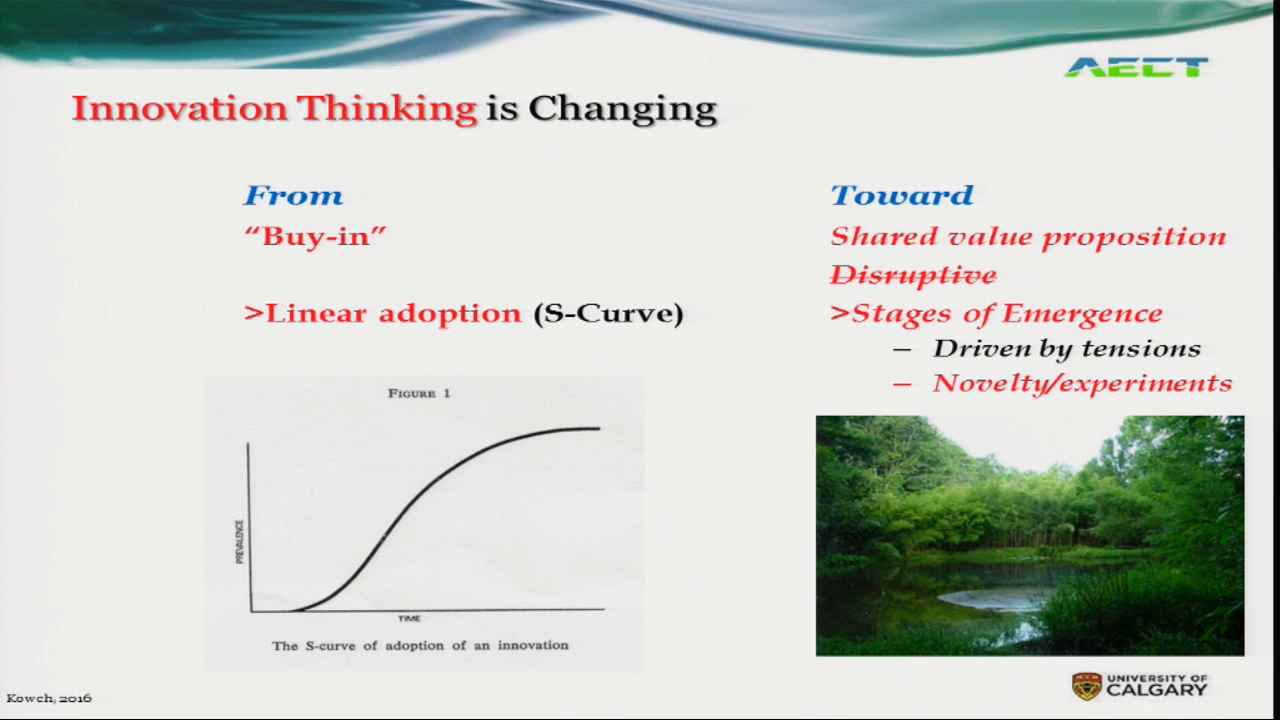 AECT
Innovation Thinking is Changing
From
“Buy-in”
>Linear adoption (S-Curve)
FIGURE 1
PREVALENCE
TIME
The S-curve of adoption of an innovation
Toward
Shared value proposition
Disruptive
>Stages of Emergence
– Driven by tensions
– Novelty/experiments
Kowch, 2016
UNIVERSITY OF
CALGARY